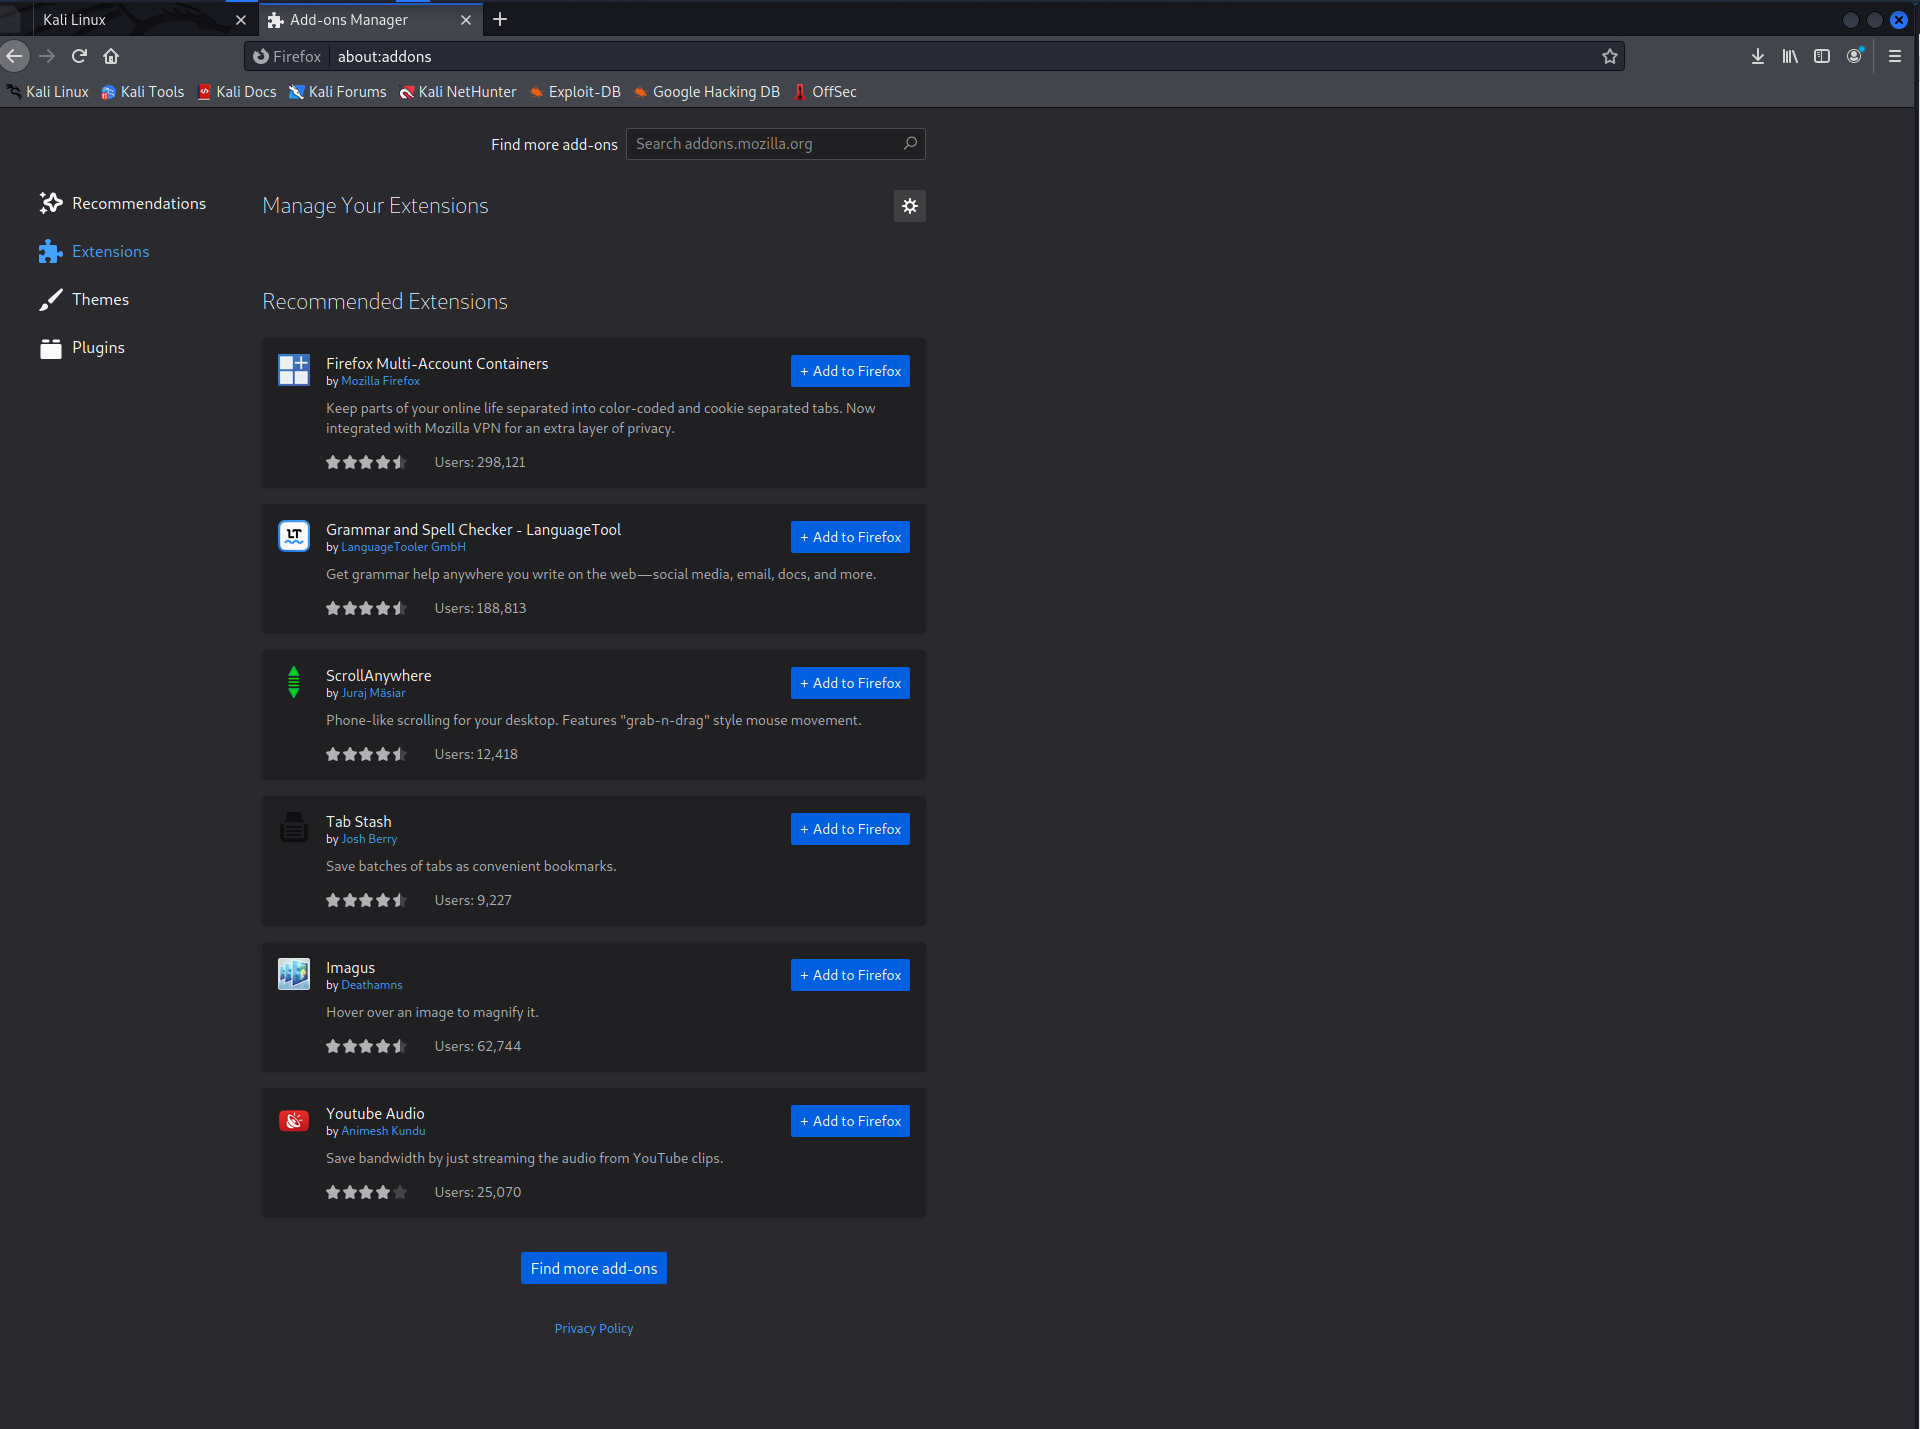 Kali Linux
Add-ons Manager
Firefox about:addons
Kali Linux Kali Tools Kali Docs Kali Forums Kali NetHunter Exploit-DB Google Hacking DB OffSec
Find more add-ons Search addons.mozilla.org
Recommendations
Extensions
Themes
Plugins
Manage Your Extensions
Recommended Extensions
Firefox Multi-Account Containers
by Mozilla Firefox
+ Add to Firefox
Keep parts of your online life separated into color-coded and cookie separated tabs. Now
integrated with Mozilla VPN for an extra layer of privacy.
Users: 298,121
LT
Grammar and Spell Checker - LanguageTool
by LanguageTooler GmbH
+ Add to Firefox
Get grammar help anywhere you write on the web—social media, email, docs, and more.
Users: 188,813
ScrollAnywhere
by Juraj Mäsiar
+ Add to Firefox
Phone-like scrolling for your desktop. Features "grab-n-drag" style mouse movement.
Users: 12,418
Tab Stash
by Josh Berry
+ Add to Firefox
Save batches of tabs as convenient bookmarks.
Users: 9,227
Imagus
by Deathamns
+ Add to Firefox
Hover over an image to magnify it.
Users: 62,744
Youtube Audio
by Animesh Kundu
+ Add to Firefox
Save bandwidth by just streaming the audio from YouTube clips.
Users: 25,070
Find more add-ons
Privacy Policy